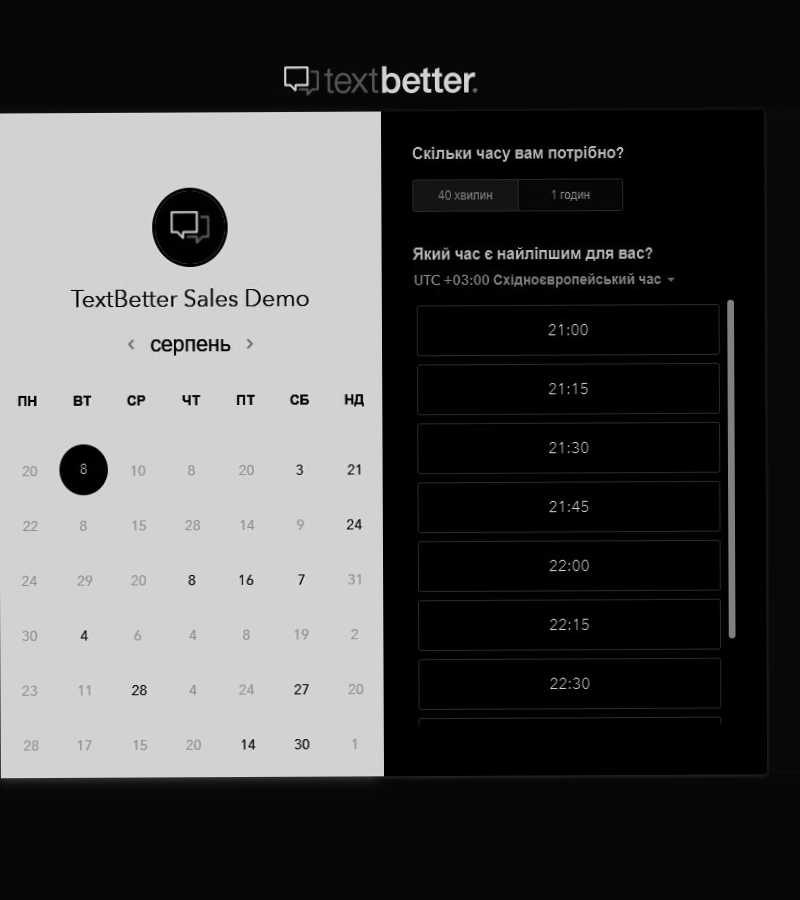 textbetter.
TextBetter Sales Demo
серпень
ПН ВТ СР ЧТ ПТ СБ НД
20 8 10 8 20 3 21
22 8 15 28 14 9 24
24 29 20 8 16 7 31
30 4 6 4 8 19 2
23 11 28 4 24 27 20
28 17 15 20 14 30 1
Скільки часу вам потрібно?
40 хвилин 1 годин
Який час є найліпшим для вас?
UTC +03:00 Східноєвропейський час
21:00
21:15
21:30
21:45
22:00
22:15
22:30